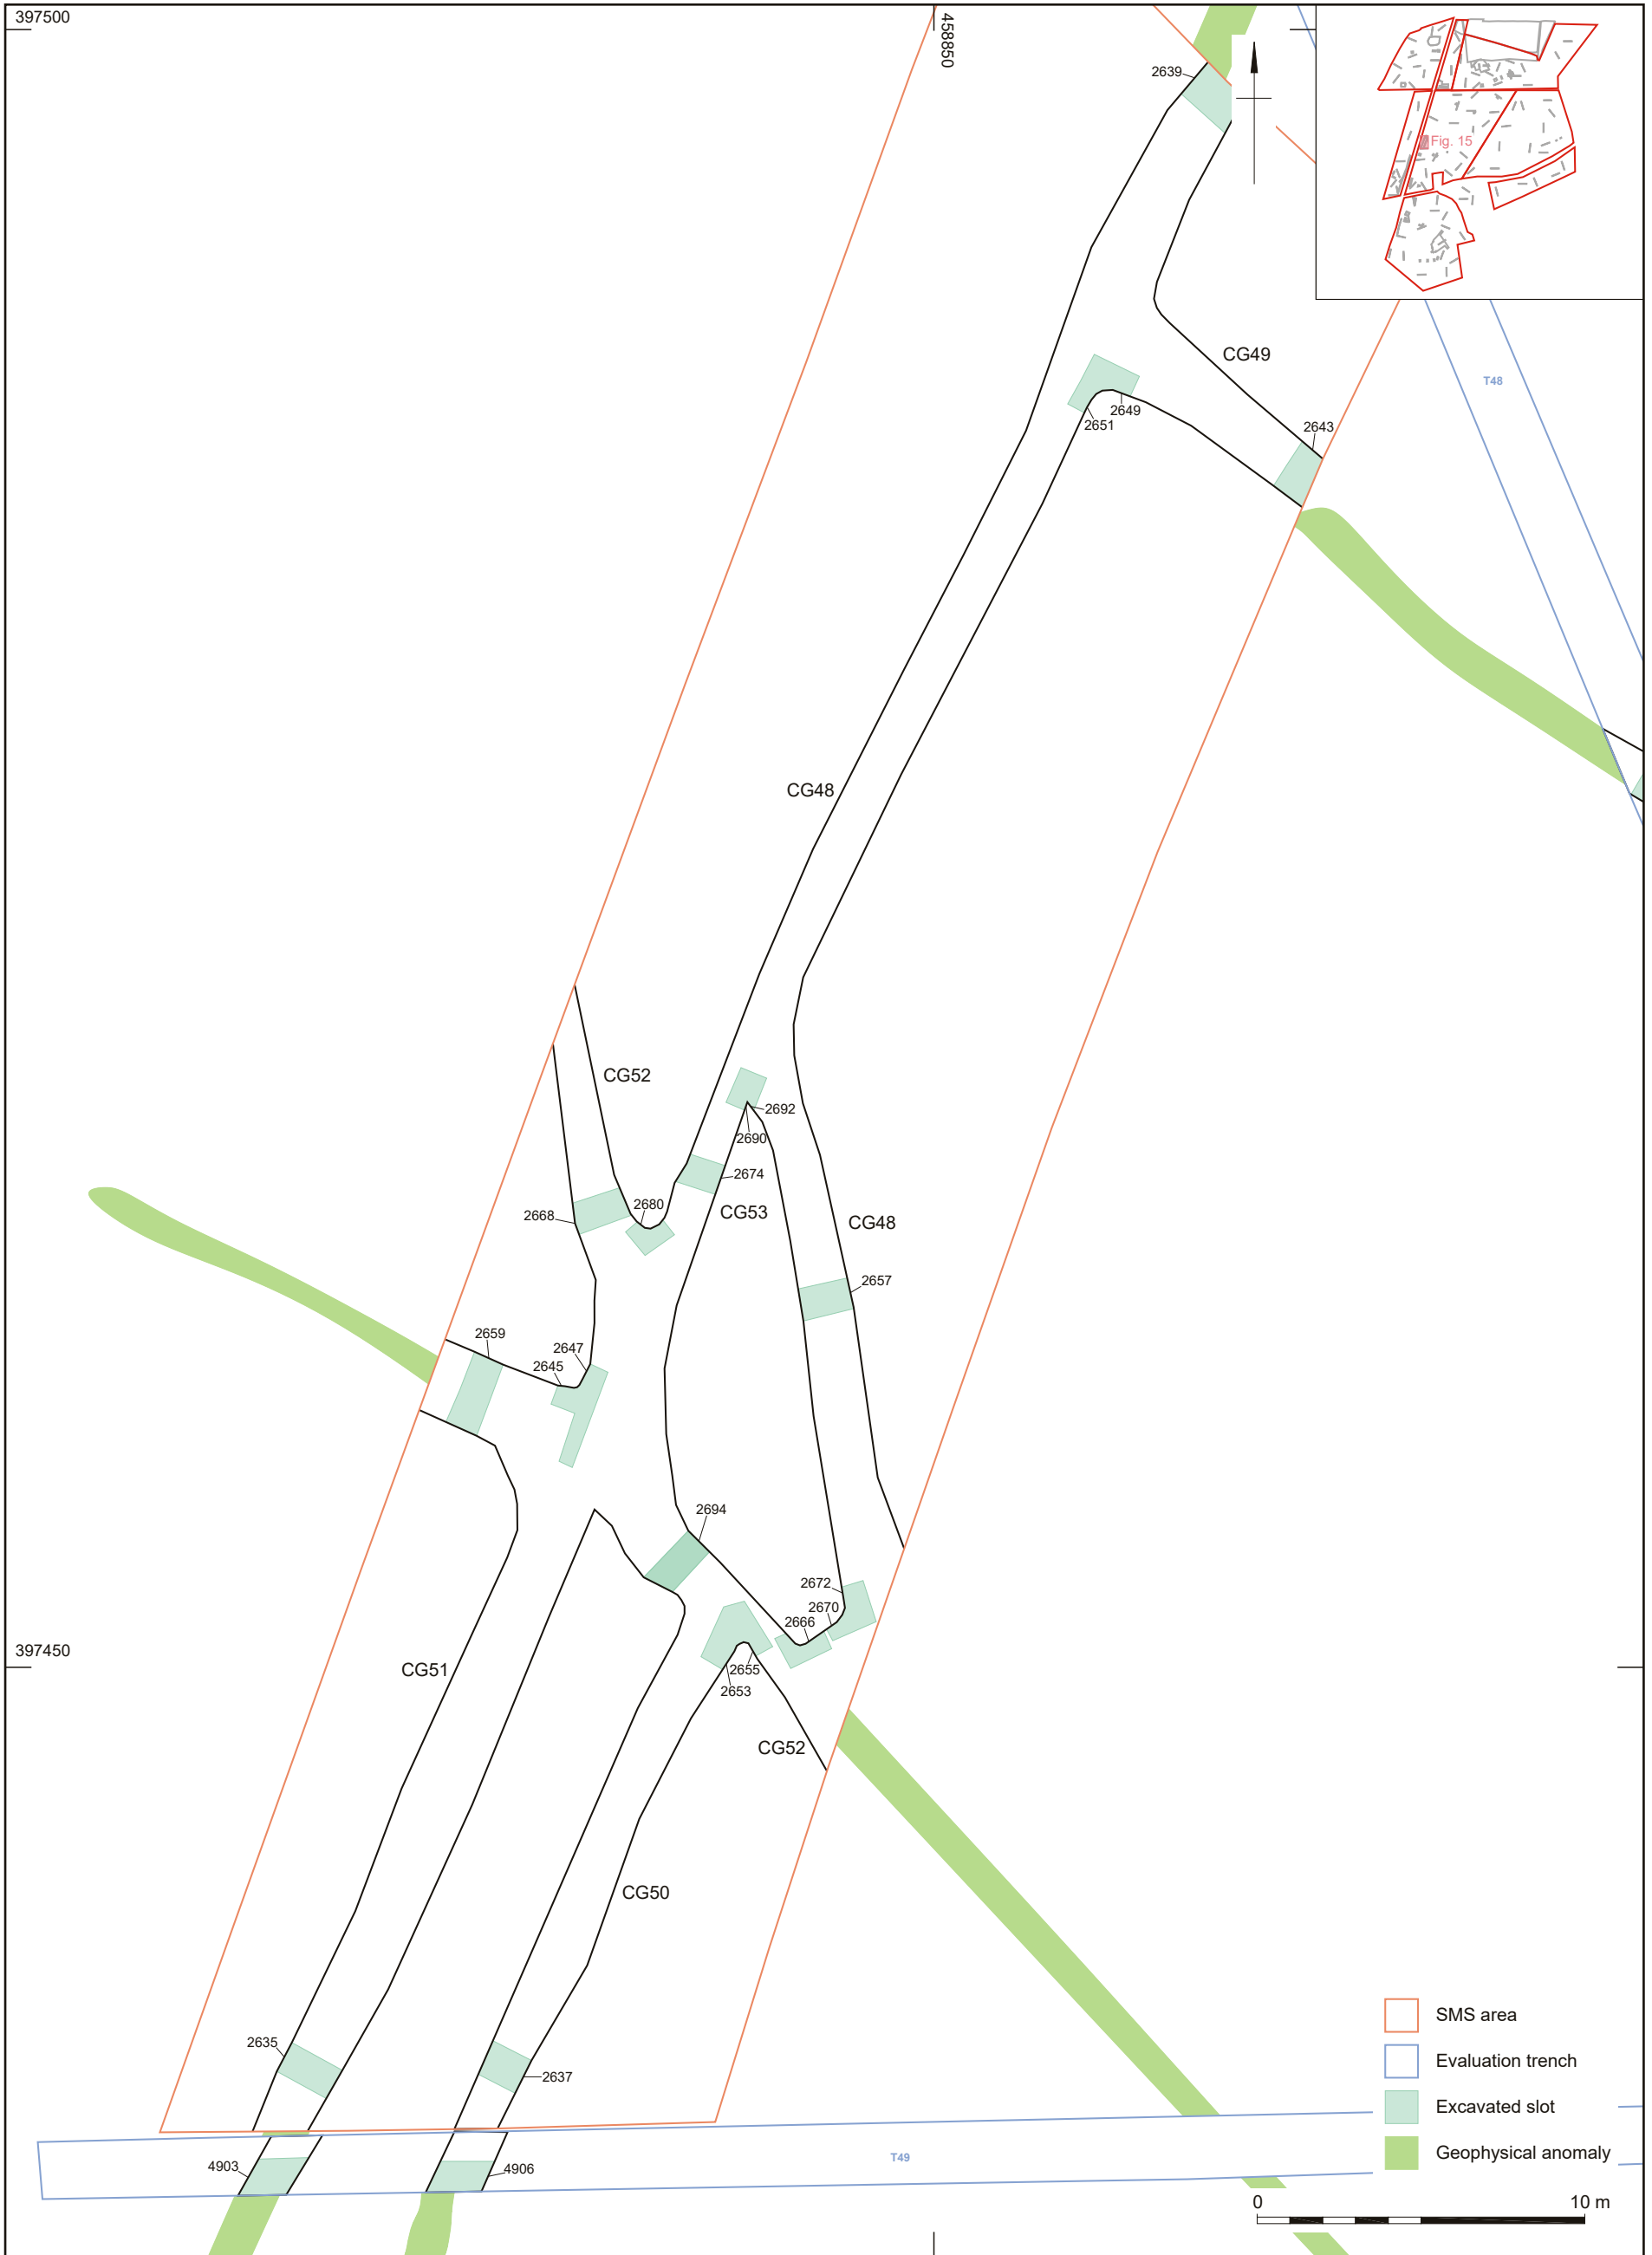 397500
458850
2639
Fig. 15
CG49
T48
2649
2651
2643
CG48
CG52
2692
2690
2674
2680
2668
CG53
CG48
2657
2659
2647
2645
2694
2672
2670
2666
397450
2655
CG51
2653
CG52
CG50
SMS area
2635
Evaluation trench
2637
Excavated slot
Geophysical anomaly
T49
4903
4906
0 10 m